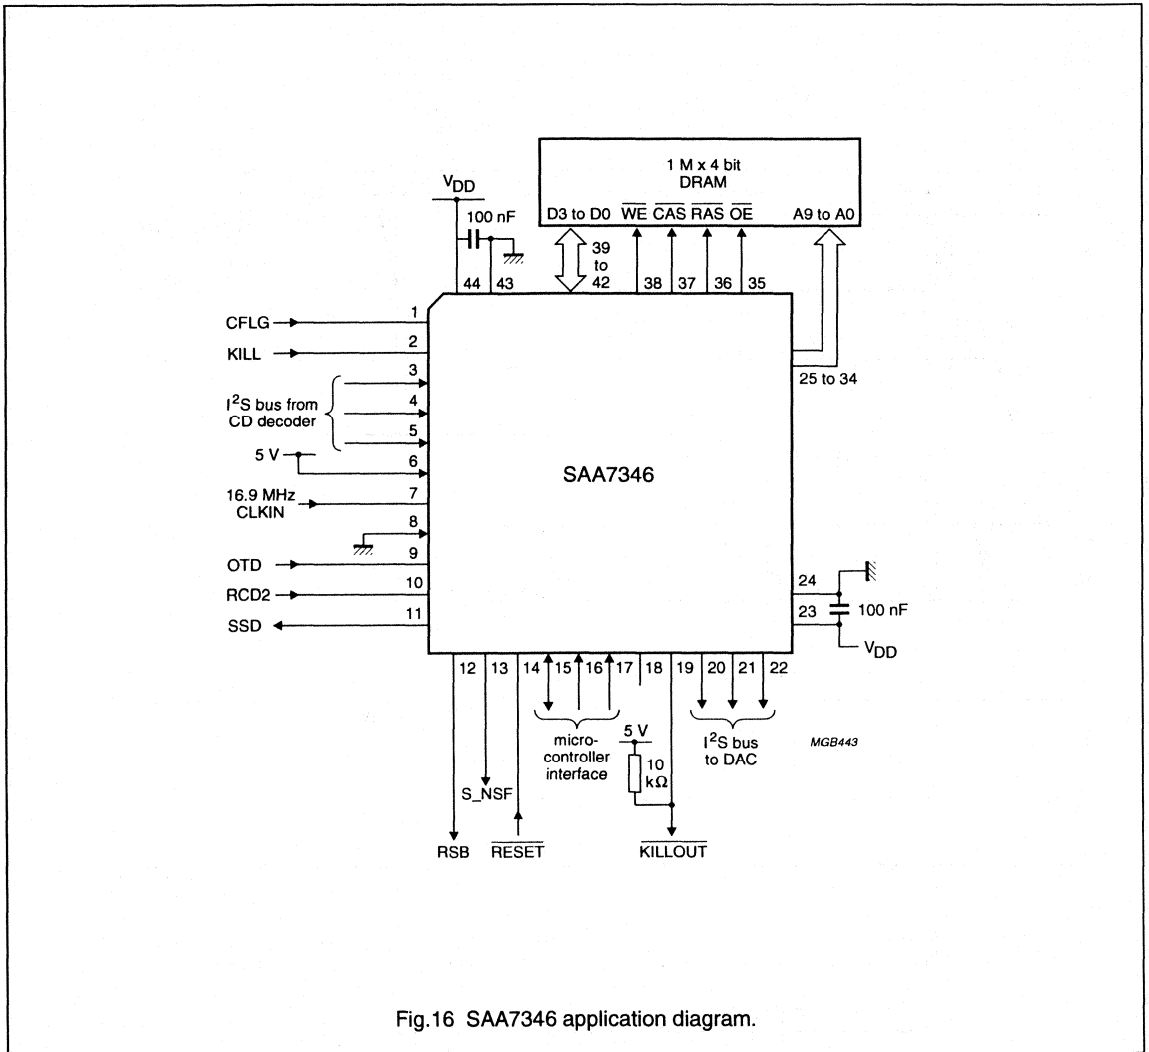 1 M x 4 bit
DRAM
D3 to D0 WE CAS RAS OE A9 to A0
VDD
100 nF
39
to
42
44 43 38 37 36 35
25 to 34
CFLG 1
KILL 2
3
I2S bus from
CD decoder
4
5
5 V 6
16.9 MHz
CLKIN
7
8
OTD 9
RCD2 10
SSD 11
SAA7346
24
23
100 nF
VDD
12 13 14 15 16 17 18 19 20 21 22
micro-
controller
interface
5 V
10
kΩ
I2S bus
to DAC
MGB443
S_NSF
RSB RESET KILLOUT
Fig.16 SAA7346 application diagram.